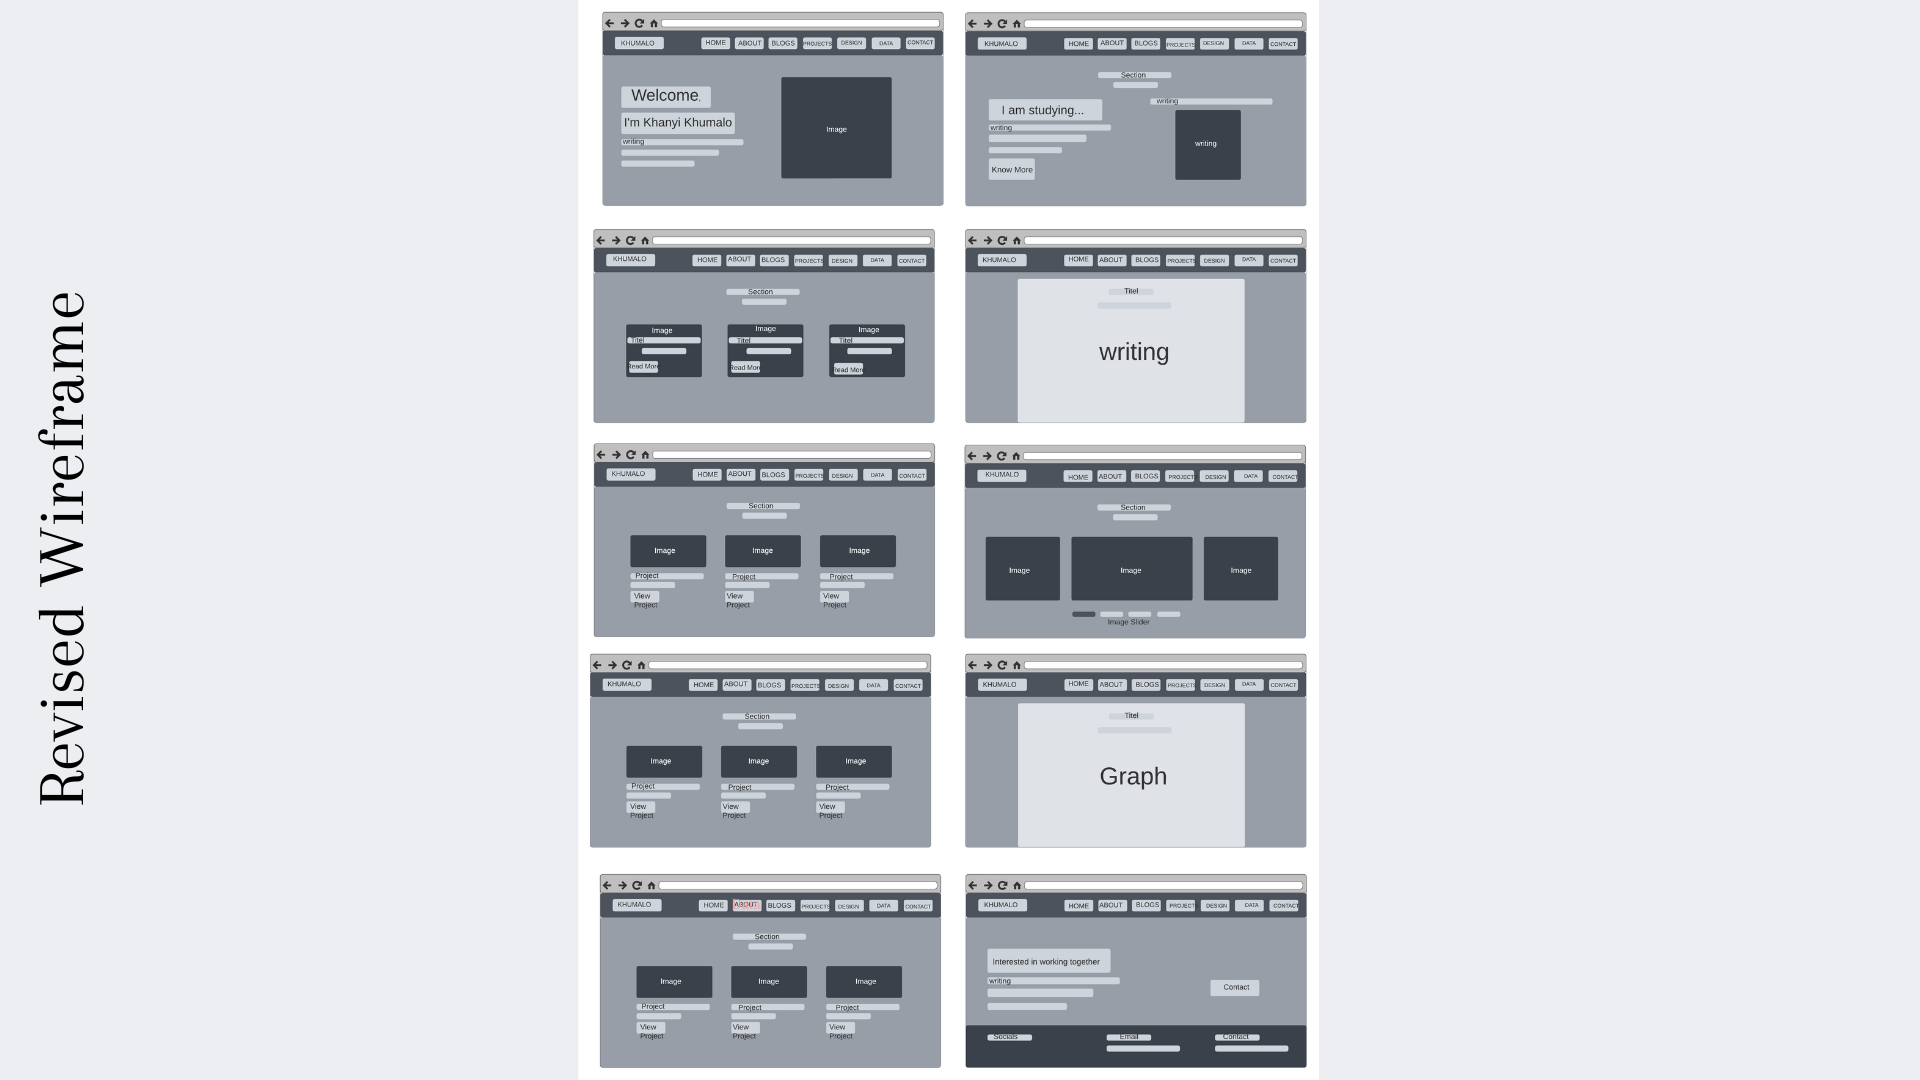 Revised Wireframe
KHUMALO HOME ABOUT BLOGS PROJECTS DESIGN DATA CONTACT
Welcome.
I'm Khanyi Khumalo
writing
Image
KHUMALO HOME ABOUT BLOGS PROJECTS DESIGN DATA CONTACT
Section
writing
I am studying...
writing
writing
Know More
KHUMALO HOME ABOUT BLOGS PROJECTS DESIGN DATA CONTACT
Section
Image Image Image
Titel Titel Titel
Read More Read More Read More
KHUMALO HOME ABOUT BLOGS PROJECTS DESIGN DATA CONTACT
Titel
writing
KHUMALO HOME ABOUT BLOGS PROJECTS DESIGN DATA CONTACT
Section
Image Image Image
Project Project Project
View View View
Project Project Project
KHUMALO HOME ABOUT BLOGS PROJECT DESIGN DATA CONTACT
Section
Image Image Image
Image Slider
KHUMALO HOME ABOUT BLOGS PROJECTS DESIGN DATA CONTACT
Section
Image Image Image
Project Project Project
View View View
Project Project Project
KHUMALO HOME ABOUT BLOGS PROJECTS DESIGN DATA CONTACT
Titel
Graph
KHUMALO HOME ABOUT BLOGS PROJECTS DESIGN DATA CONTACT
Section
Image Image Image
Project Project Project
View View View
Project Project Project
KHUMALO HOME ABOUT BLOGS PROJECT DESIGN DATA CONTACT
Interested in working together
writing
Contact
Socials Email Contact